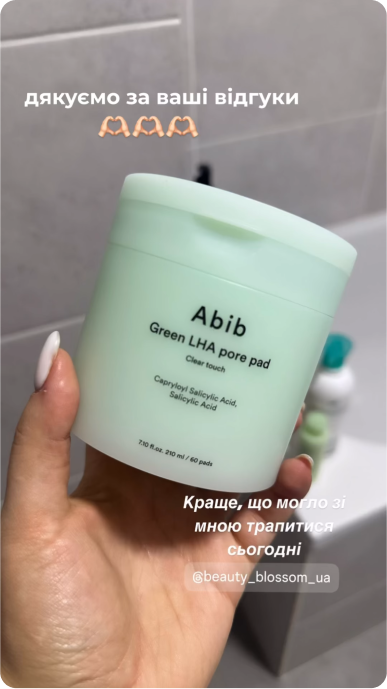 дякуємо за ваші відгуки
🫶🏻🫶🏻🫶🏻
Abib
Green LHA pore pad
Clear touch
Capryloyl Salicylic Acid,
Salicylic Acid
7.10 fl.oz. 210 ml / 60 pads
Краще, що могло зі
мною трапитися
сьогодні
@beauty_blossom_ua